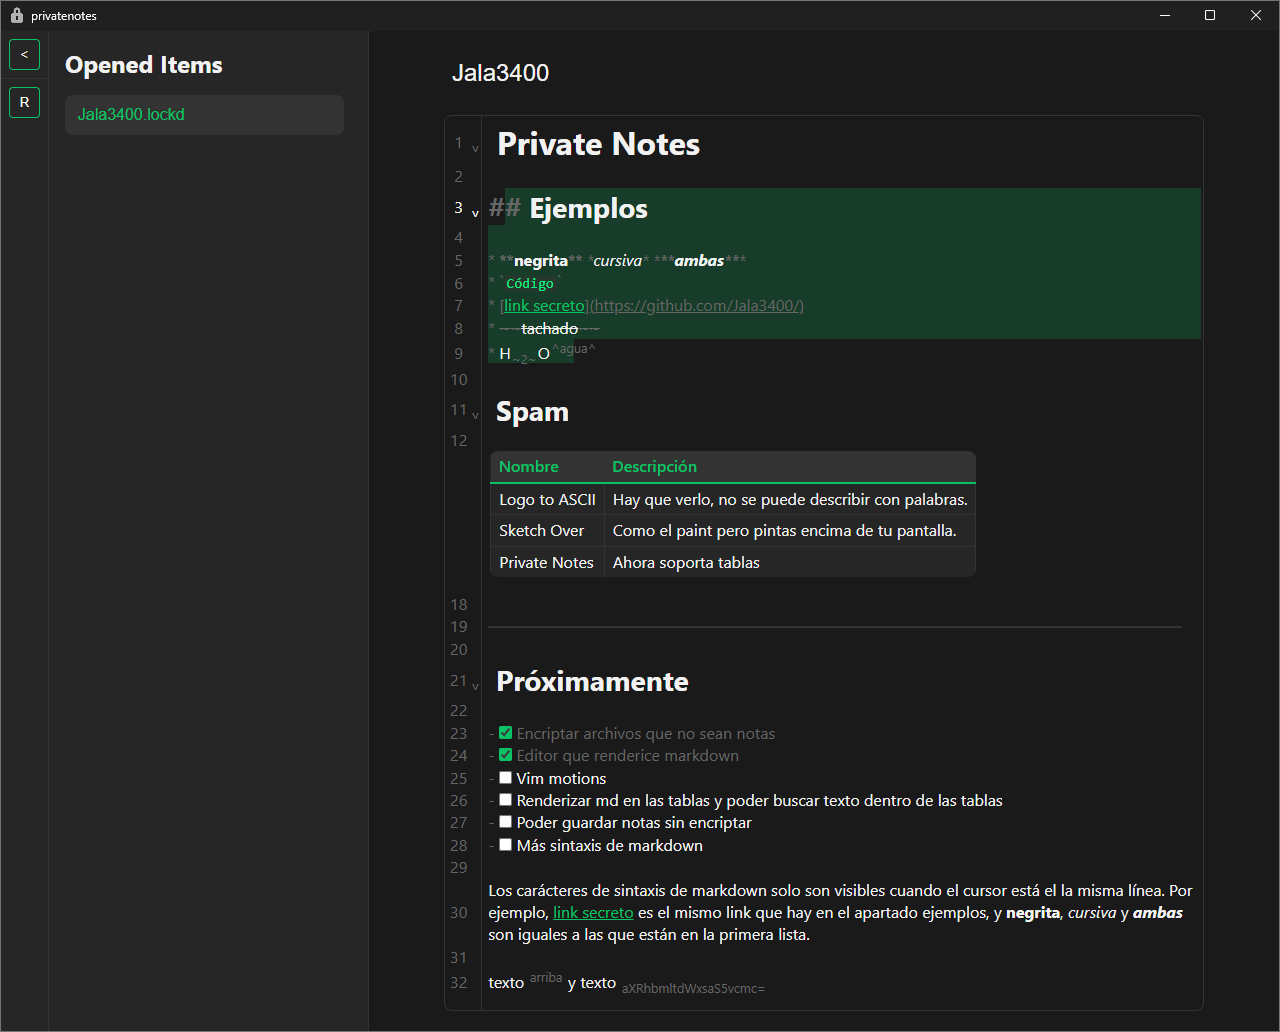 privatenotes
<
R
Opened Items
Jala3400.lockd
Jala3400
1 v Private Notes
2
3 v ## Ejemplos
4
5 * **negrita** *cursiva* ***ambas***
6 * `Código`
7 * [link secreto](https://github.com/Jala3400/)
8 * ~~tachado~~
9 * H~2~O^agua^
10
11 v Spam
12
Nombre Descripción
Logo to ASCII Hay que verlo, no se puede describir con palabras.
Sketch Over Como el paint pero pintas encima de tu pantalla.
Private Notes Ahora soporta tablas
18
19
20
21 v Próximamente
22
23 - Encriptar archivos que no sean notas
24 - Editor que renderice markdown
25 - Vim motions
26 - Renderizar md en las tablas y poder buscar texto dentro de las tablas
27 - Poder guardar notas sin encriptar
28 - Más sintaxis de markdown
29
Los carácteres de sintaxis de markdown solo son visibles cuando el cursor está el la misma línea. Por
30 ejemplo, link secreto es el mismo link que hay en el apartado ejemplos, y negrita, cursiva y ambas
son iguales a las que están en la primera lista.
31
32 texto arriba y texto aXRhbmltdWxsaS5vcmc=